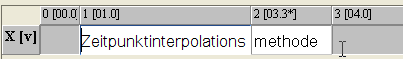 0 [00.0] 1 [01.0] 2 [03.3*] 3 [04.0]
X [v] Zeitpunktinterpolations methode